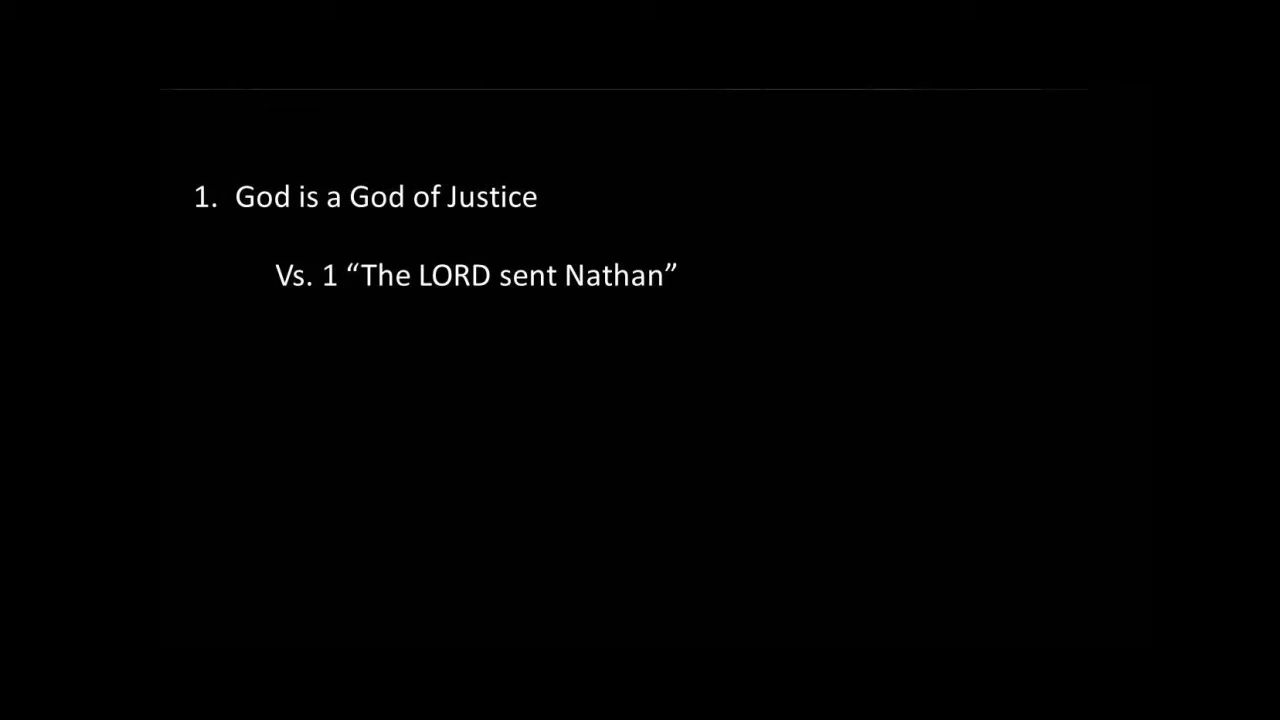 1. God is a God of Justice
Vs. 1 “The LORD sent Nathan”